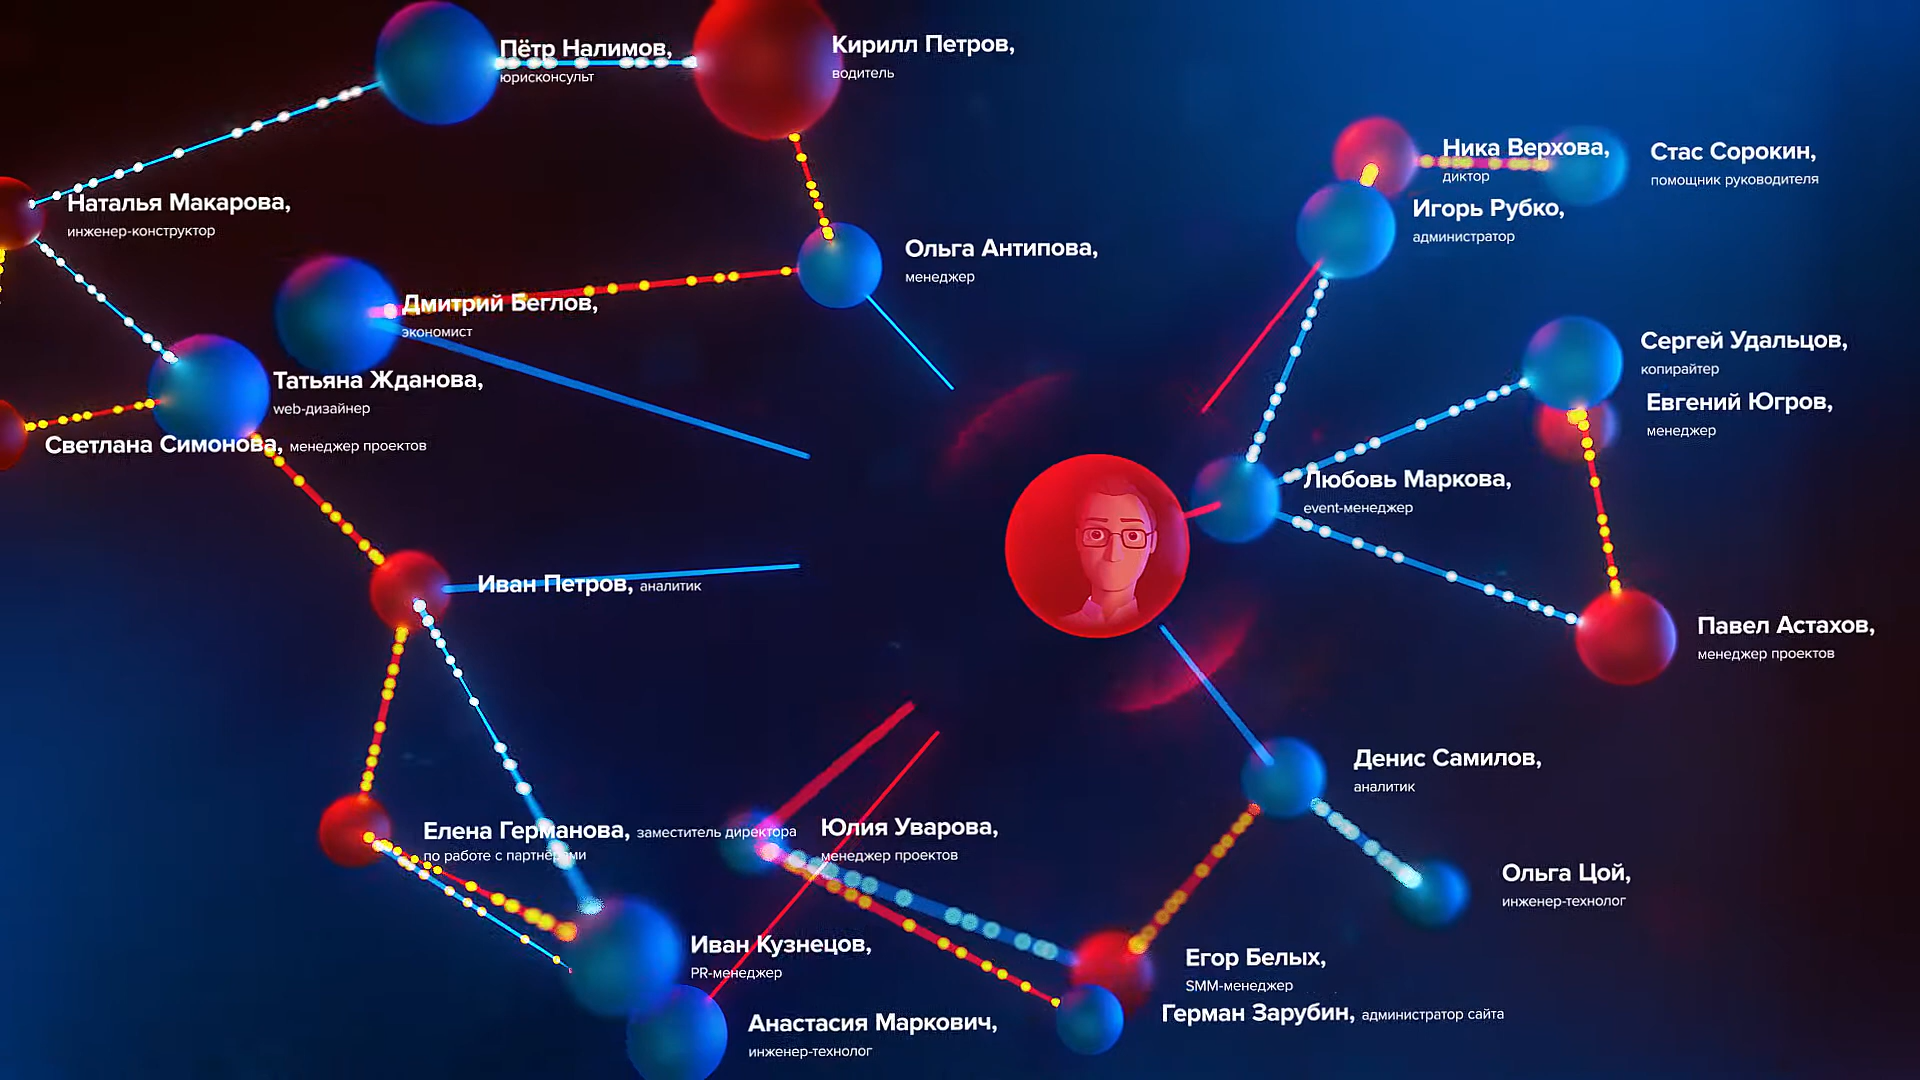 Пётр Налимов,
юрисконсульт
Кирилл Петров,
водитель
Ника Верхова,
диктор
Стас Сорокин,
помощник руководителя
Наталья Макарова,
инженер-конструктор
Игорь Рубко,
администратор
Ольга Антипова,
менеджер
Дмитрий Беглов,
экономист
Сергей Удальцов,
копирайтер
Татьяна Жданова,
web-дизайнер
Евгений Югров,
менеджер
Светлана Симонова, менеджер проектов
Любовь Маркова,
event-менеджер
Иван Петров, аналитик
Павел Астахов,
менеджер проектов
Денис Самилов,
аналитик
Елена Германова, заместитель директора
по работе с партнёрами
Юлия Уварова,
менеджер проектов
Ольга Цой,
инженер-технолог
Иван Кузнецов,
PR-менеджер
Егор Белых,
SMM-менеджер
Герман Зарубин, администратор сайта
Анастасия Маркович,
инженер-технолог